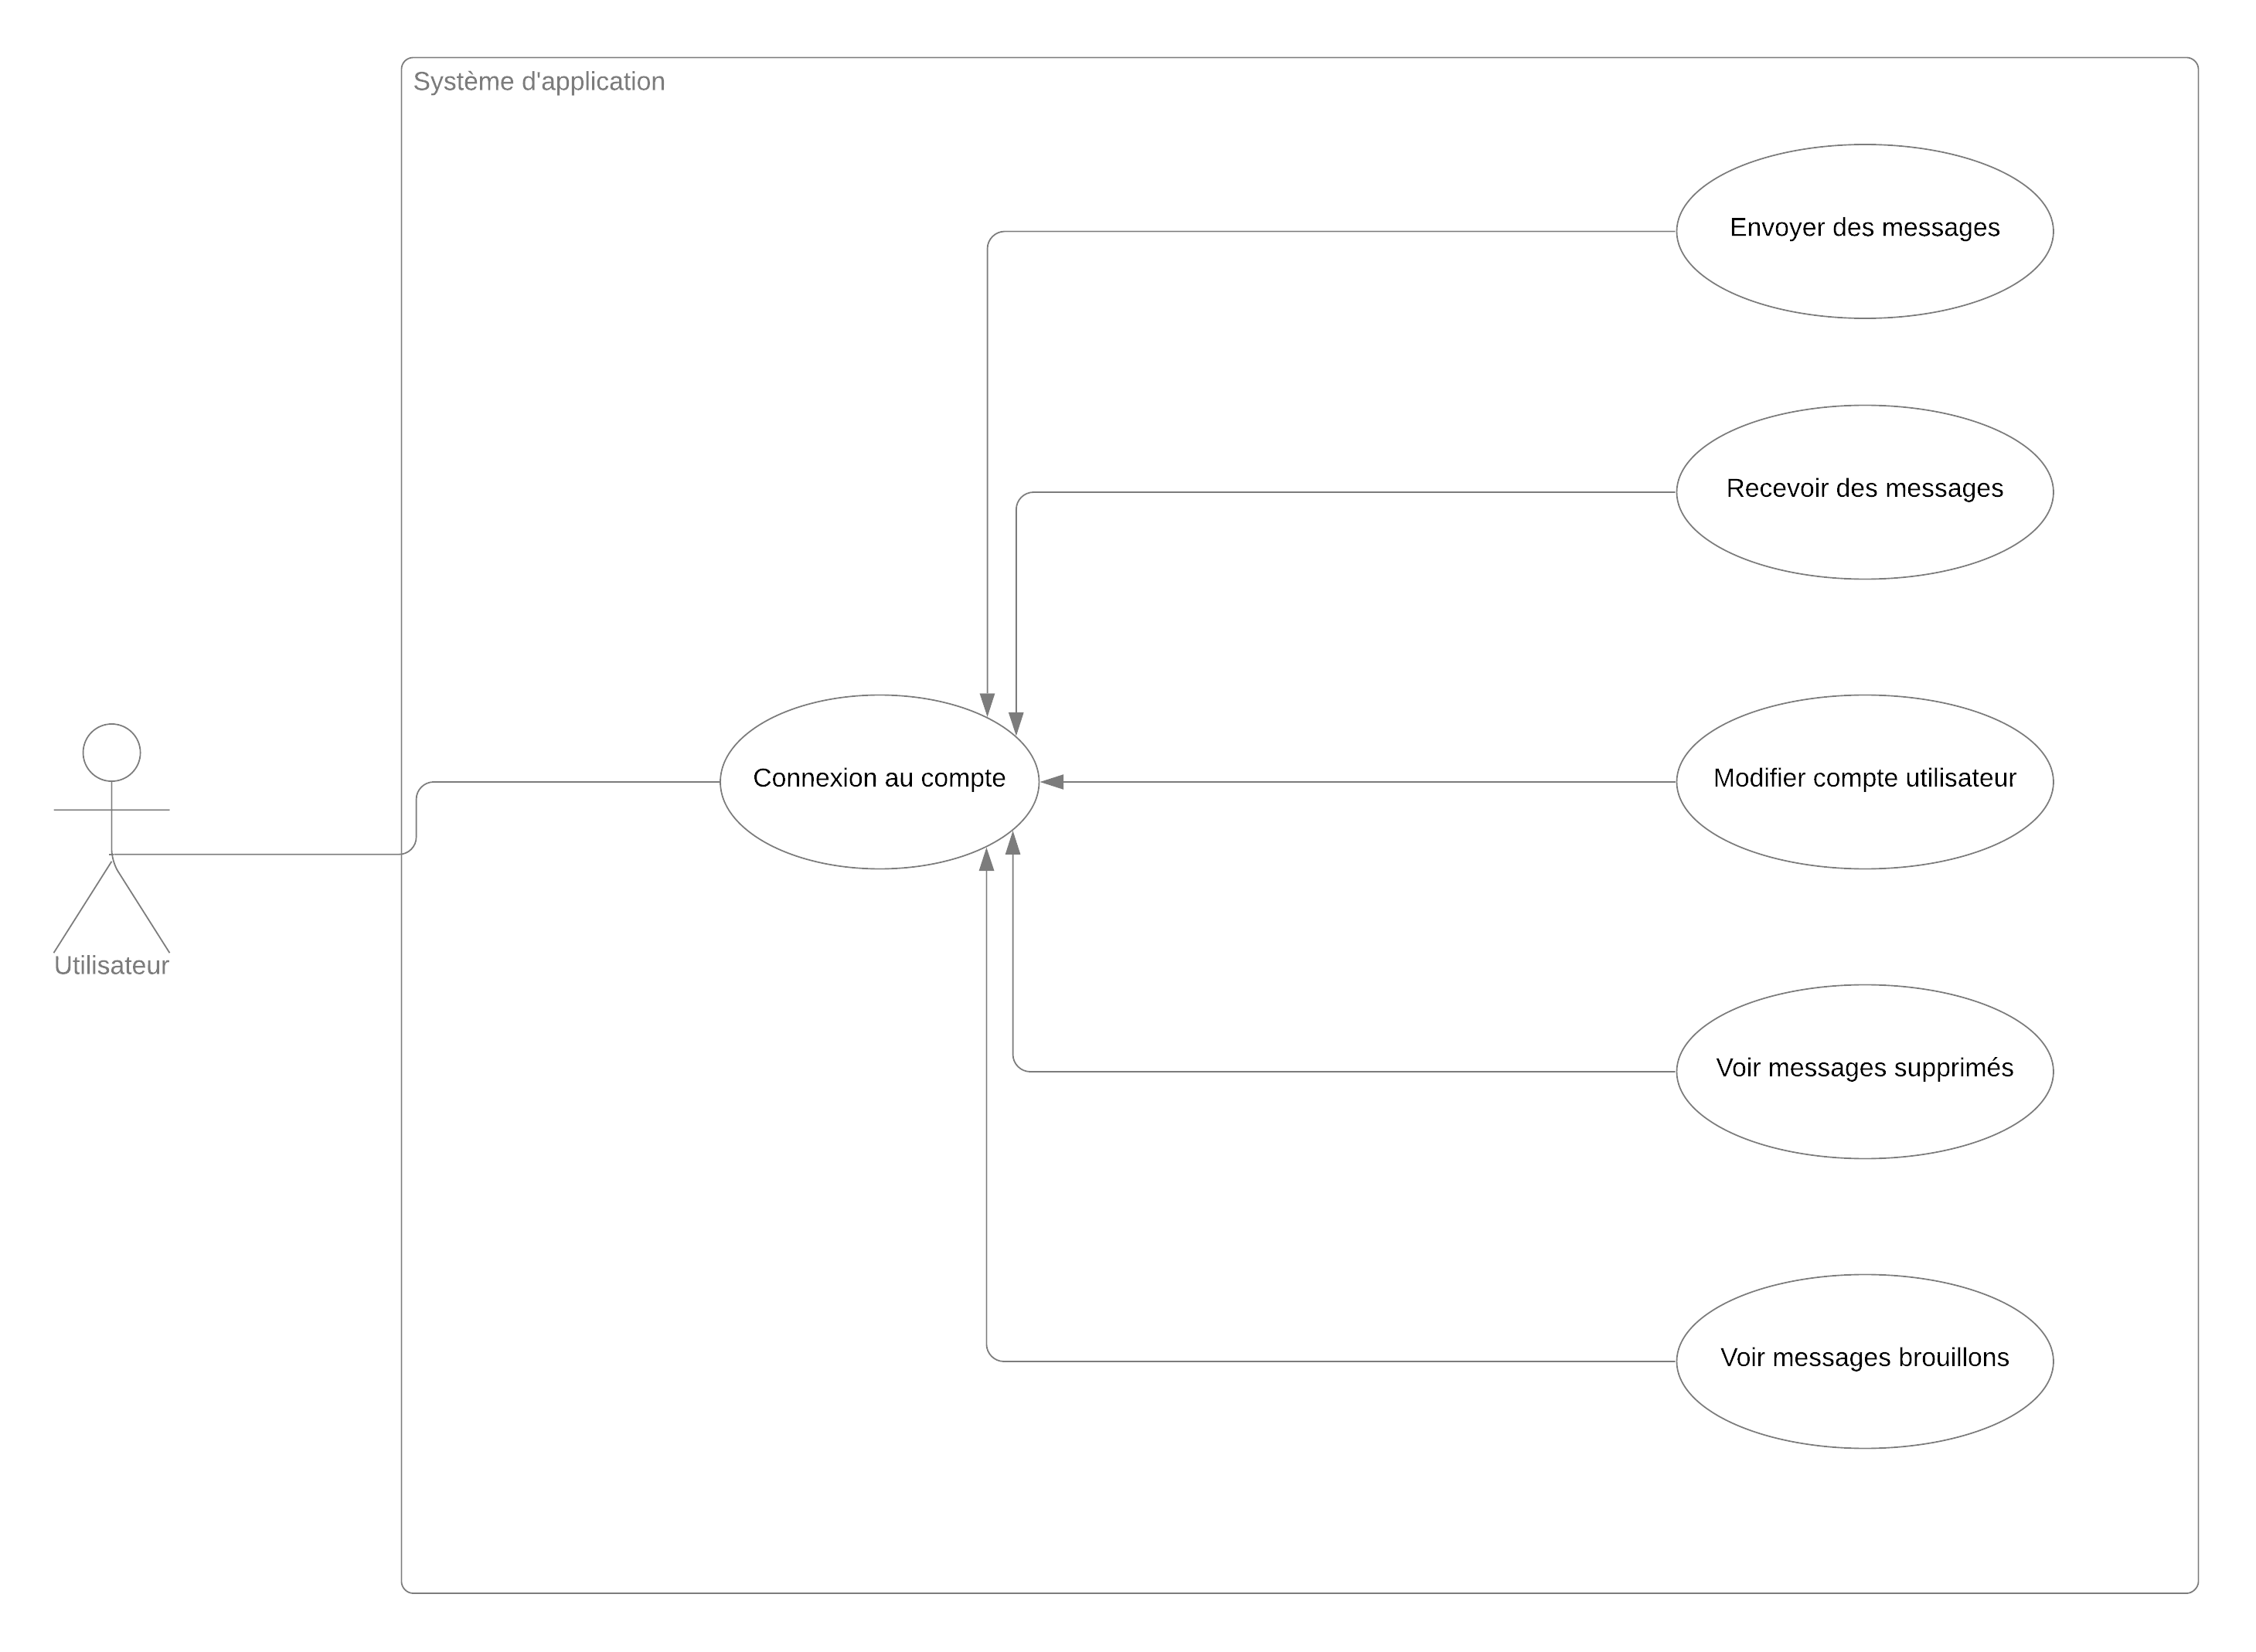 Système d'application
Envoyer des messages
Recevoir des messages
Connexion au compte
Modifier compte utilisateur
Utilisateur
Voir messages supprimés
Voir messages brouillons